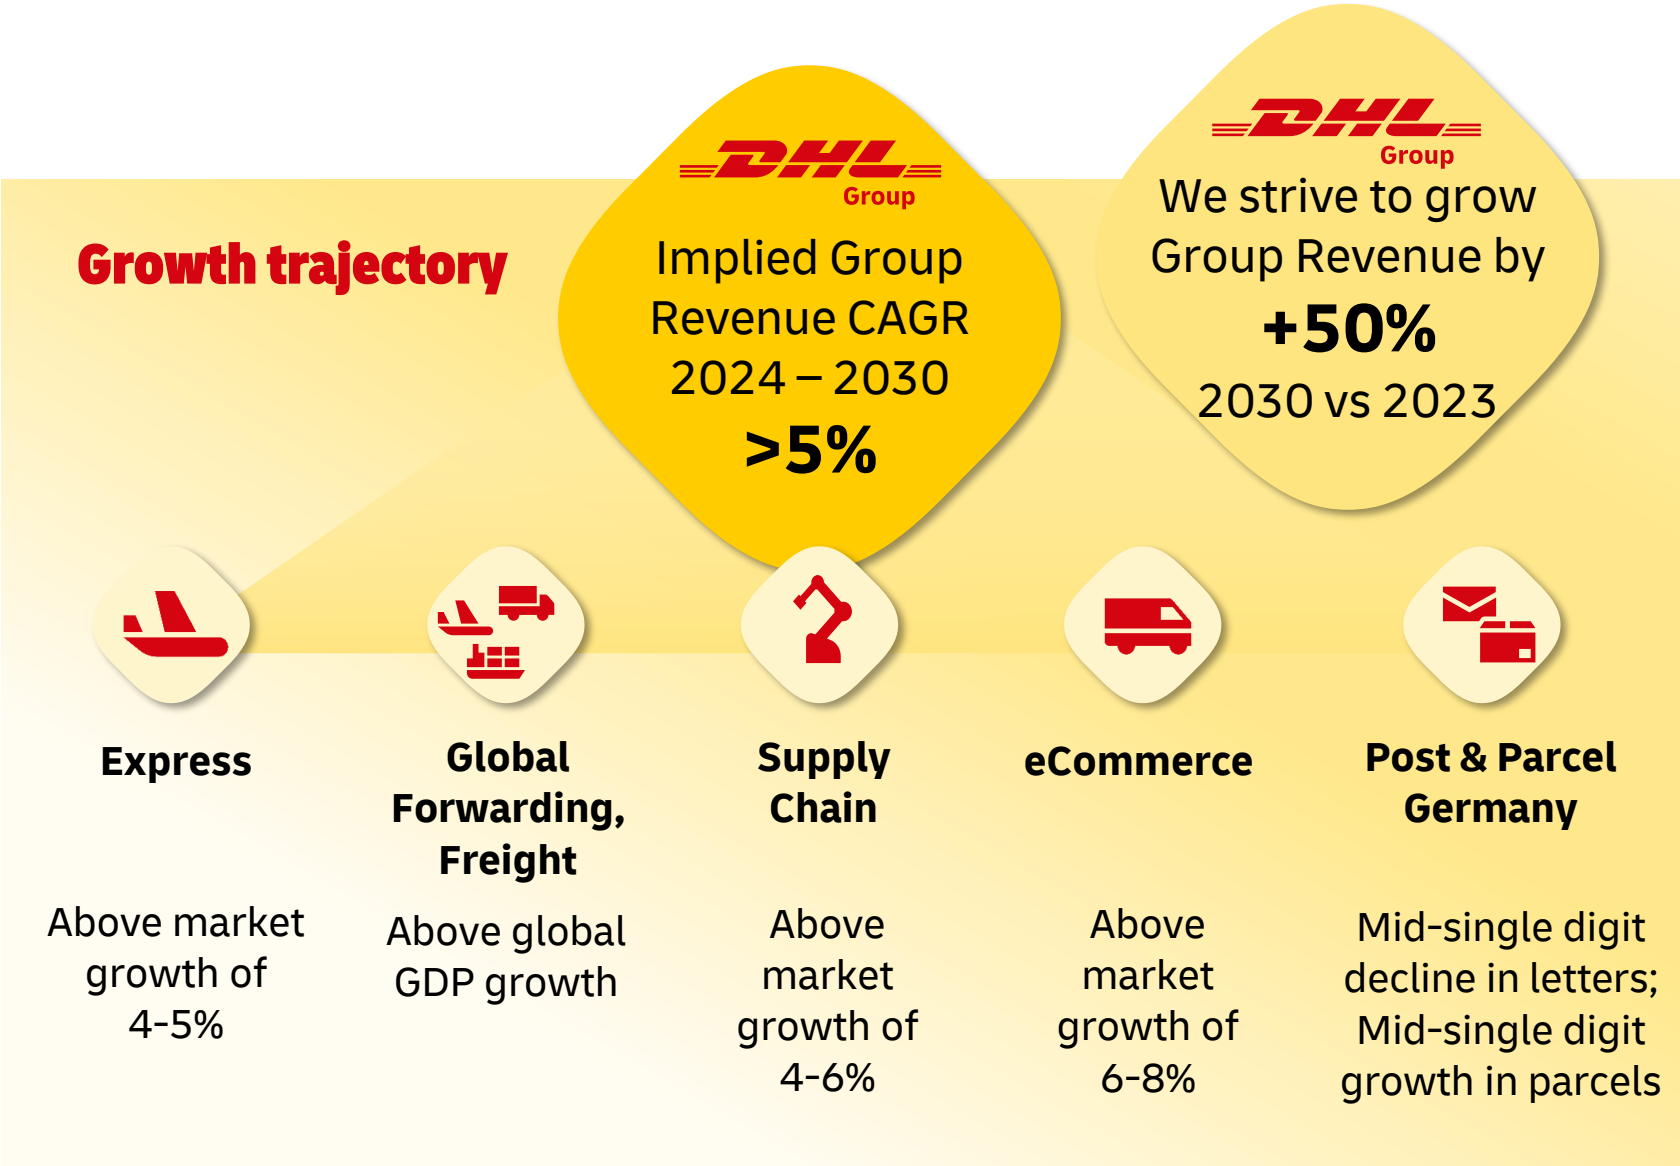 Growth trajectory
DHL
Group
Implied Group
Revenue CAGR
2024 – 2030
>5%
DHL
Group
We strive to grow
Group Revenue by
+50%
2030 vs 2023
Express
Above market
growth of
4-5%
Global
Forwarding,
Freight
Above global
GDP growth
Supply
Chain
Above
market
growth of
4-6%
eCommerce
Above
market
growth of
6-8%
Post & Parcel
Germany
Mid-single digit
decline in letters;
Mid-single digit
growth in parcels